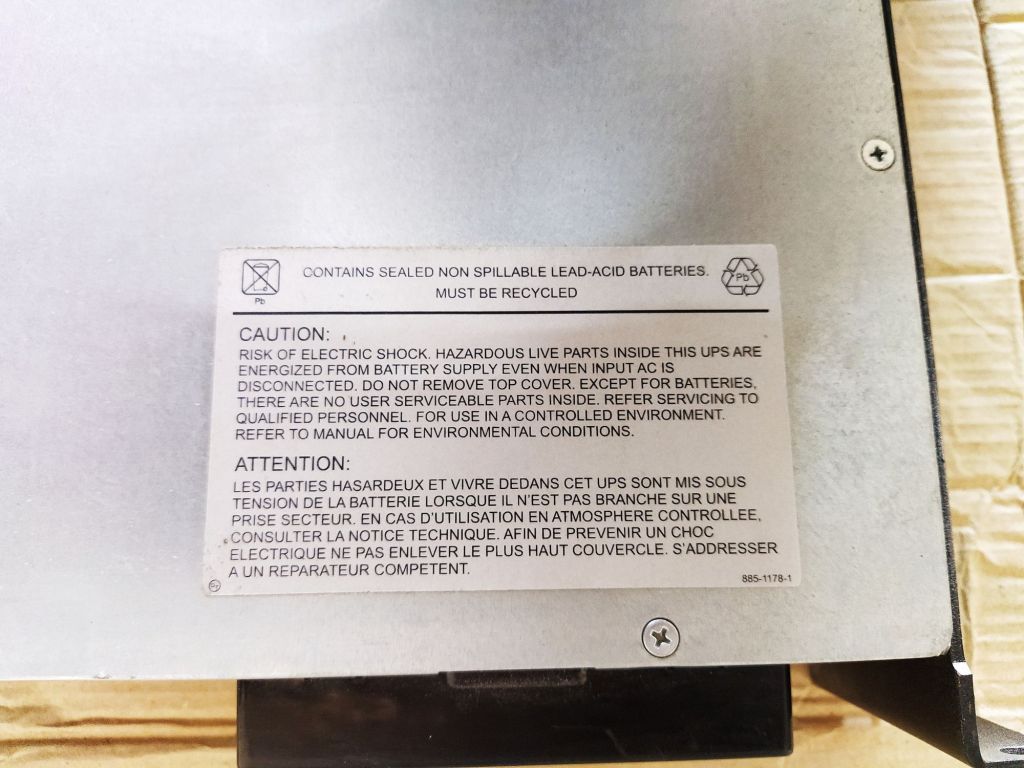 CONTAINS SEALED NON SPILLABLE LEAD-ACID BATTERIES.
MUST BE RECYCLED
Pb
Pb
CAUTION:
RISK OF ELECTRIC SHOCK. HAZARDOUS LIVE PARTS INSIDE THIS UPS ARE
ENERGIZED FROM BATTERY SUPPLY EVEN WHEN INPUT AC IS
DISCONNECTED. DO NOT REMOVE TOP COVER. EXCEPT FOR BATTERIES,
THERE ARE NO USER SERVICEABLE PARTS INSIDE. REFER SERVICING TO
QUALIFIED PERSONNEL. FOR USE IN A CONTROLLED ENVIRONMENT.
REFER TO MANUAL FOR ENVIRONMENTAL CONDITIONS.
ATTENTION:
LES PARTIES HASARDEUX ET VIVRE DEDANS CET UPS SONT MIS SOUS
TENSION DE LA BATTERIE LORSQUE IL N'EST PAS BRANCHE SUR UNE
PRISE SECTEUR. EN CAS D'UTILISATION EN ATMOSPHERE CONTROLLEE,
CONSULTER LA NOTICE TECHNIQUE. AFIN DE PREVENIR UN CHOC
ELECTRIQUE NE PAS ENLEVER LE PLUS HAUT COUVERCLE. S'ADDRESSER
A UN REPARATEUR COMPETENT.
885-1178-1